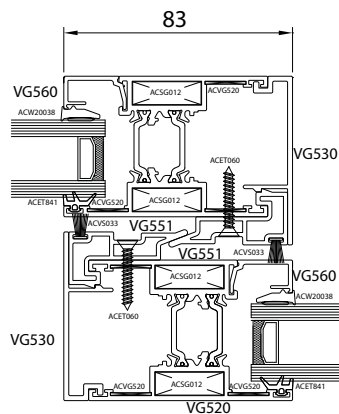 83
ACSG012
ACVG520
VG560
ACW20038
ACET060
VG530
ACET841
ACVG520
ACSG012
ACVS033
VG551
VG551
ACVS033
ACSG012
VG560
ACW20038
ACET060
VG530
ACVG520
ACSG012
ACVG520
ACET841
VG520